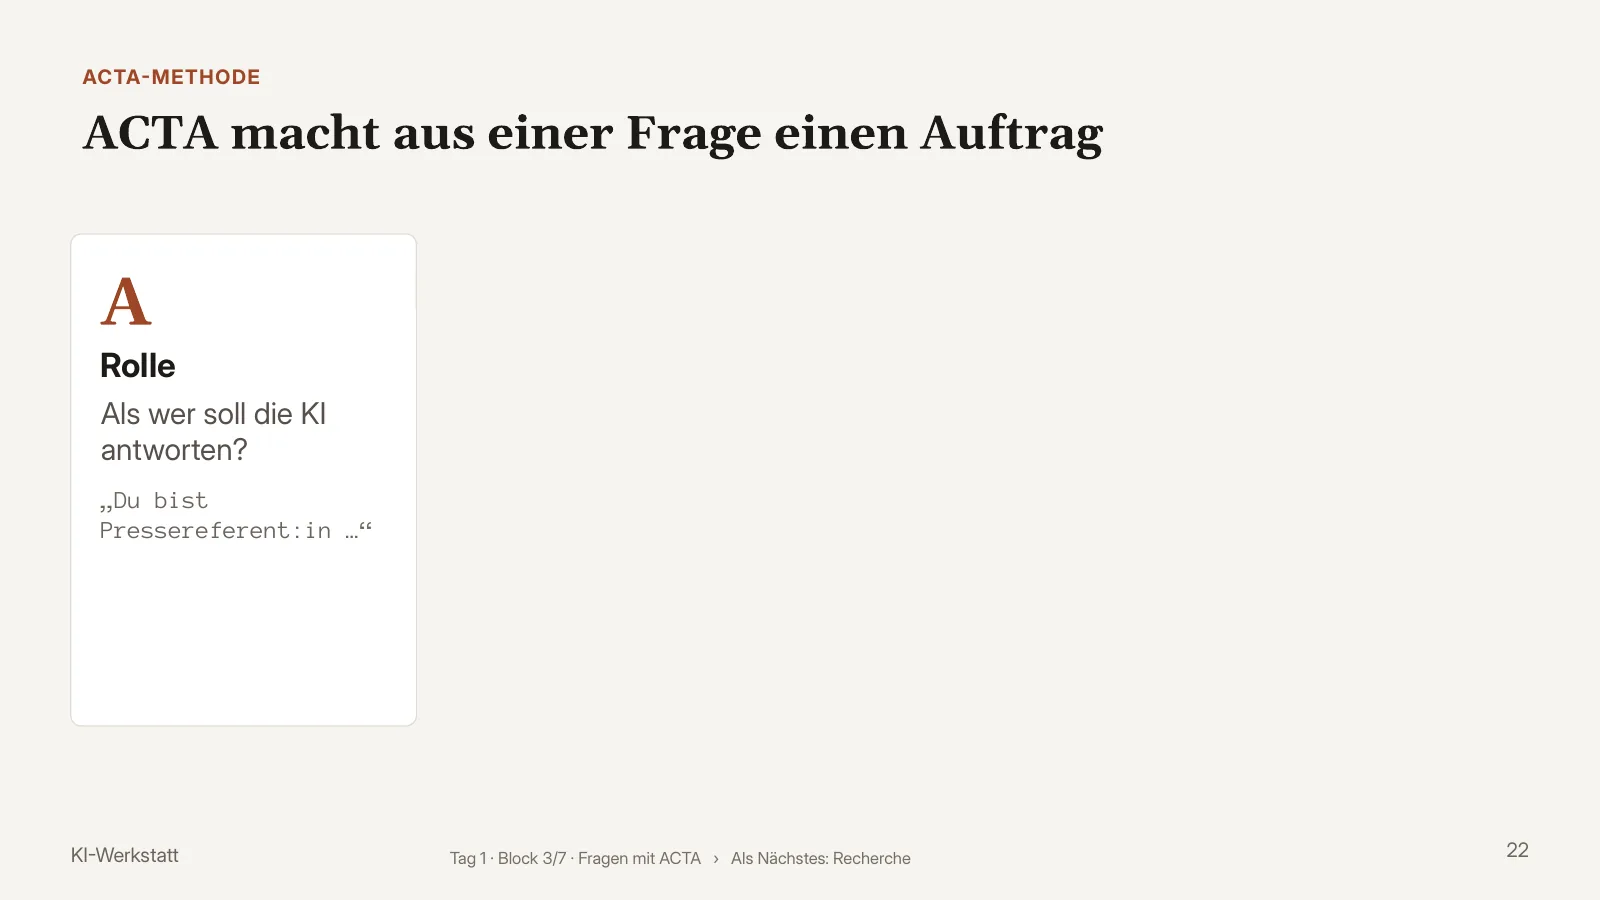 ACTA-METHODE
ACTA macht aus einer Frage einen Auftrag
A
Rolle
Als wer soll die KI
antworten?
„Du bist
Pressereferent:in …“
KI-Werkstatt
Tag 1 · Block 3/7 · Fragen mit ACTA › Als Nächstes: Recherche
22